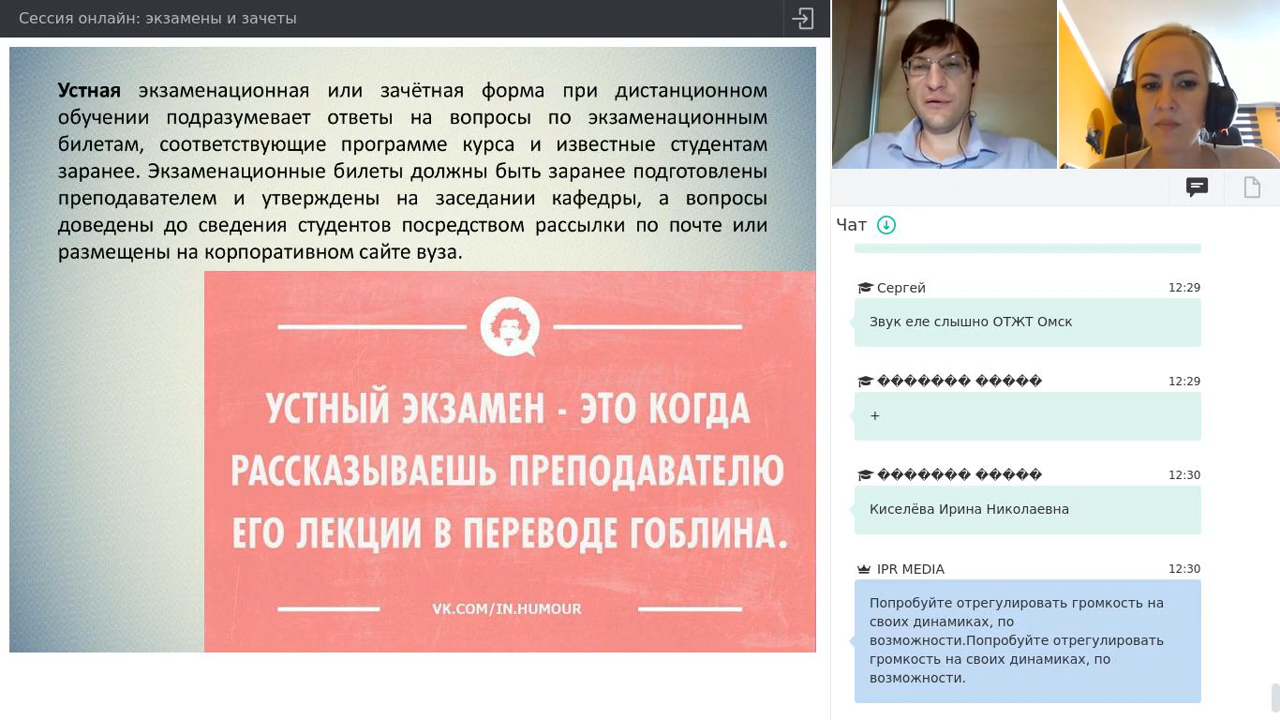 Сессия онлайн: экзамены и зачеты
Устная экзаменационная или зачётная форма при дистанционном
обучении подразумевает ответы на вопросы по экзаменационным
билетам, соответствующие программе курса и известные студентам
заранее. Экзаменационные билеты должны быть заранее подготовлены
преподавателем и утверждены на заседании кафедры, а вопросы
доведены до сведения студентов посредством рассылки по почте или
размещены на корпоративном сайте вуза.
УСТНЫЙ ЭКЗАМЕН - ЭТО КОГДА
РАССКАЗЫВАЕШЬ ПРЕПОДАВАТЕЛЮ
ЕГО ЛЕКЦИИ В ПЕРЕВОДЕ ГОБЛИНА.
VK.COM/IN.HUMOUR
Чат
Сергей 12:29
Звук еле слышно ОТЖТ Омск
������� ����� 12:29
+
������� ����� 12:30
Киселёва Ирина Николаевна
IPR MEDIA 12:30
Попробуйте отрегулировать громкость на
своих динамиках, по
возможности.Попробуйте отрегулировать
громкость на своих динамиках, по
возможности.